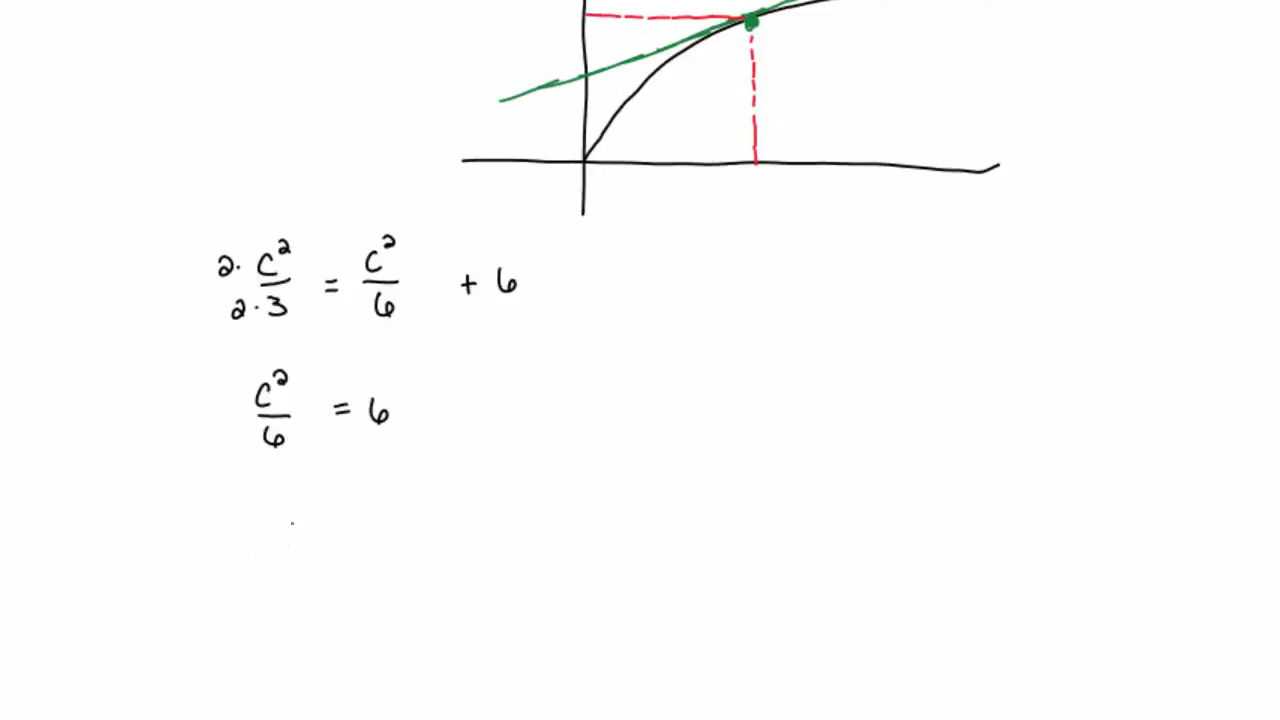 2·c²/2·3 = c²/6 + 6
c²/6 = 6